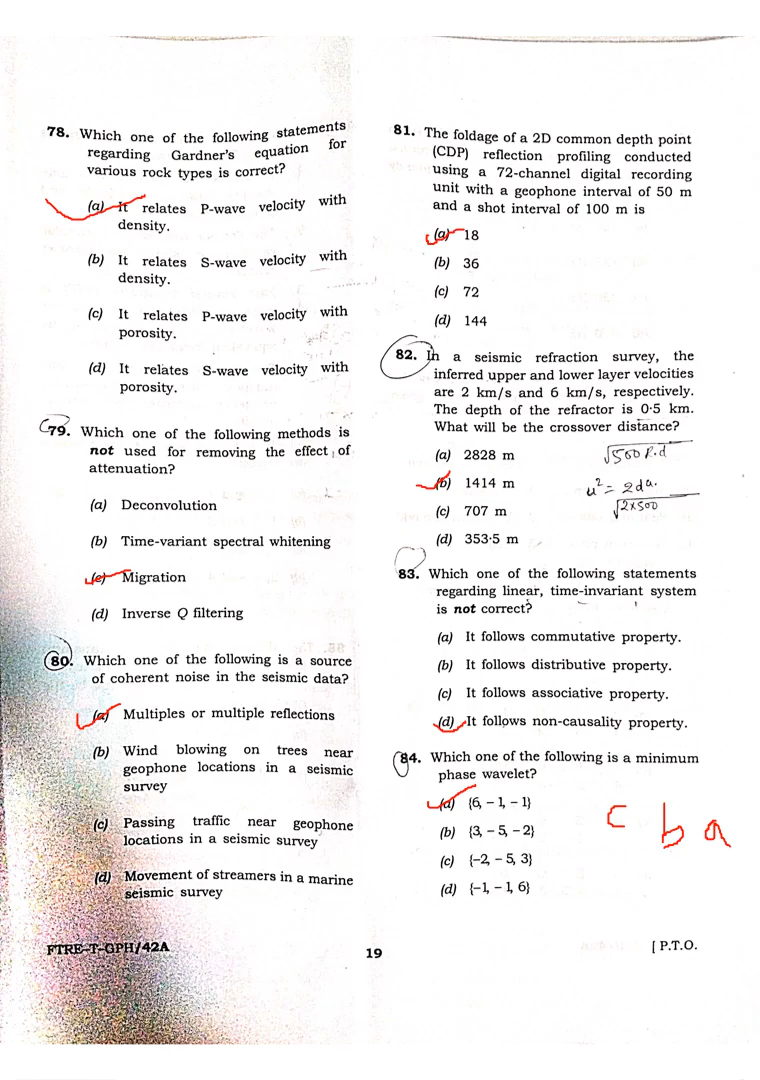 78. Which one of the following statements
regarding Gardner's equation for
various rock types is correct?
(a) It relates P-wave velocity with
density.
(b) It relates S-wave velocity with
density.
(c) It relates P-wave velocity with
porosity.
(d) It relates S-wave velocity with
porosity.
79. Which one of the following methods is
not used for removing the effect of
attenuation?
(a) Deconvolution
(b) Time-variant spectral whitening
(c) Migration
(d) Inverse Q filtering
80. Which one of the following is a source
of coherent noise in the seismic data?
(a) Multiples or multiple reflections
(b) Wind blowing on trees near
geophone locations in a seismic
survey
(c) Passing traffic near geophone
locations in a seismic survey
(d) Movement of streamers in a marine
seismic survey
81. The foldage of a 2D common depth point
(CDP) reflection profiling conducted
using a 72-channel digital recording
unit with a geophone interval of 50 m
and a shot interval of 100 m is
(a) 18
(b) 36
(c) 72
(d) 144
82. In a seismic refraction survey, the
inferred upper and lower layer velocities
are 2 km/s and 6 km/s, respectively.
The depth of the refractor is 0·5 km.
What will be the crossover distance?
(a) 2828 m
(b) 1414 m
(c) 707 m
(d) 353·5 m
u² = 2da.
√2×500
83. Which one of the following statements
regarding linear, time-invariant system
is not correct?
(a) It follows commutative property.
(b) It follows distributive property.
(c) It follows associative property.
(d) It follows non-causality property.
84. Which one of the following is a minimum
phase wavelet?
(a) {6, – 1, – 1}
(b) {3, – 5, – 2}
(c) {–2, – 5, 3}
(d) {–1, – 1, 6}
c b a
FTRE-T-GPH/42A
19
[ P.T.O.